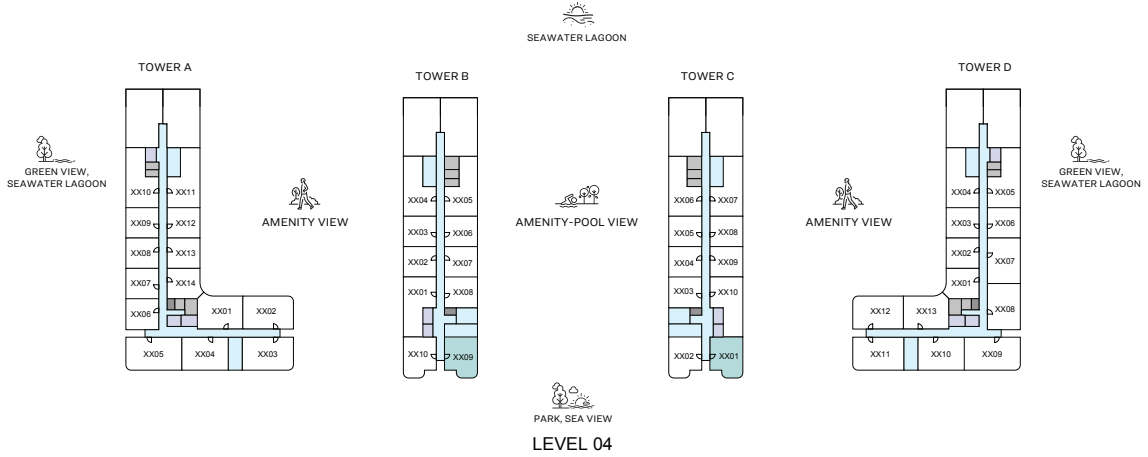 SEAWATER LAGOON
TOWER A
TOWER B
TOWER C
TOWER D
GREEN VIEW,
SEAWATER LAGOON
AMENITY VIEW
AMENITY-POOL VIEW
AMENITY VIEW
GREEN VIEW,
SEAWATER LAGOON
XX10 XX11
XX09 XX12
XX08 XX13
XX07 XX14
XX06 XX01 XX02
XX05 XX04 XX03
XX04 XX05
XX03 XX06
XX02 XX07
XX01 XX08
XX10 XX09
XX06 XX07
XX05 XX08
XX04 XX09
XX03 XX10
XX02 XX01
XX04 XX05
XX03 XX06
XX02 XX07
XX01
XX12 XX13 XX08
XX11 XX10 XX09
PARK, SEA VIEW
LEVEL 04